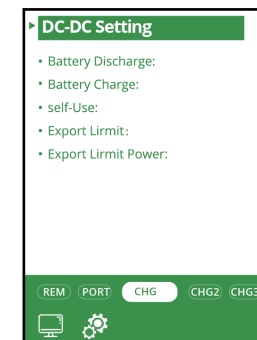 DC-DC Setting
• Battery Discharge:
• Battery Charge:
• self-Use:
• Export Lirmit:
• Export Lirmit Power:
REM PORT CHG CHG2 CHG3